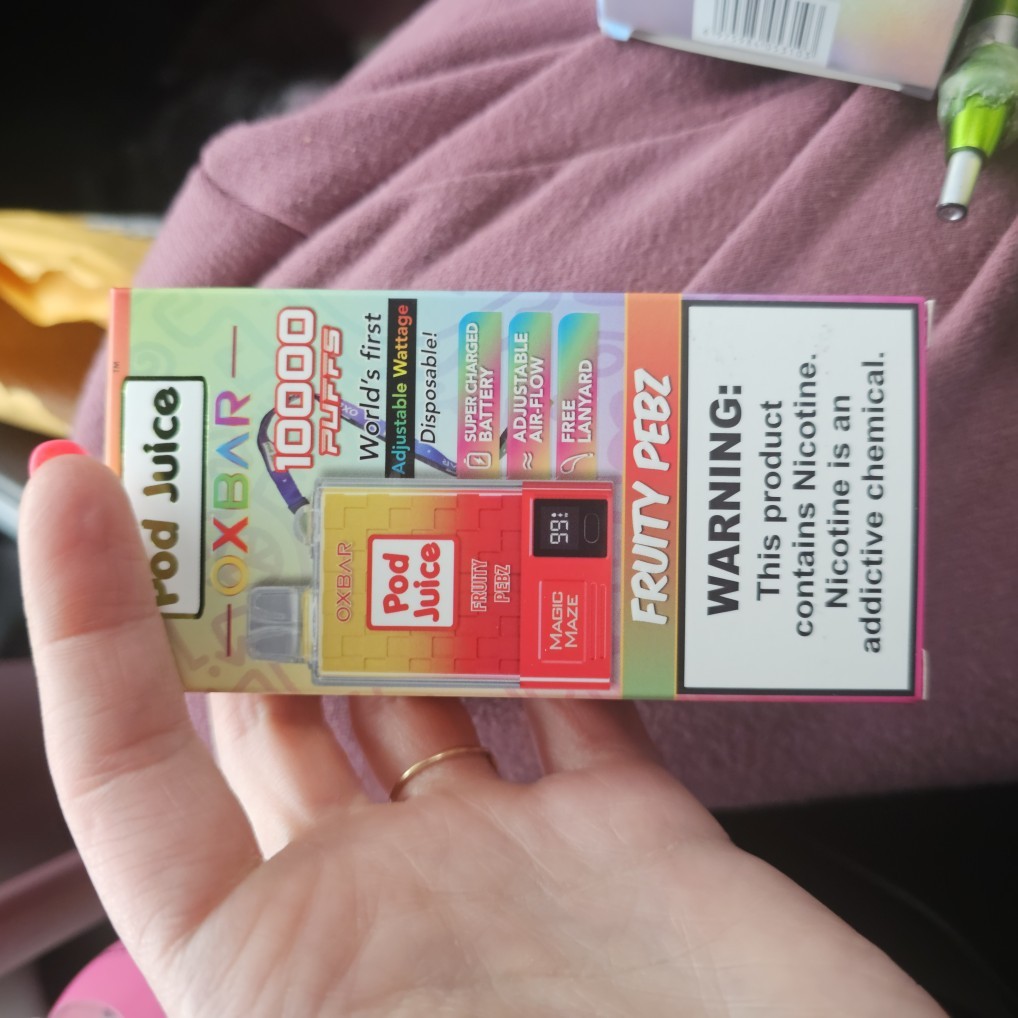 Pod Juice
OXBAR
10000
PUFFS
World's first
Adjustable Wattage
Disposable!
SUPER CHARGED
BATTERY
ADJUSTABLE
AIR-FLOW
FREE
LANYARD
OXBAR
Pod
Juice
FRUITY
PEBZ
99
MAGIC
MAZE
FRUITY PEBZ
WARNING:
This product
contains Nicotine.
Nicotine is an
addictive chemical.